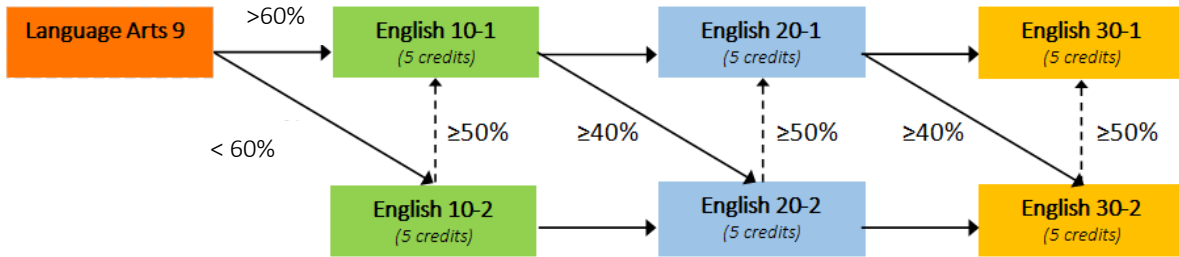 >60%
Language Arts 9
English 10-1
(5 credits)
English 20-1
(5 credits)
English 30-1
(5 credits)
< 60%
≥50%
≥40%
≥50%
≥40%
≥50%
English 10-2
(5 credits)
English 20-2
(5 credits)
English 30-2
(5 credits)